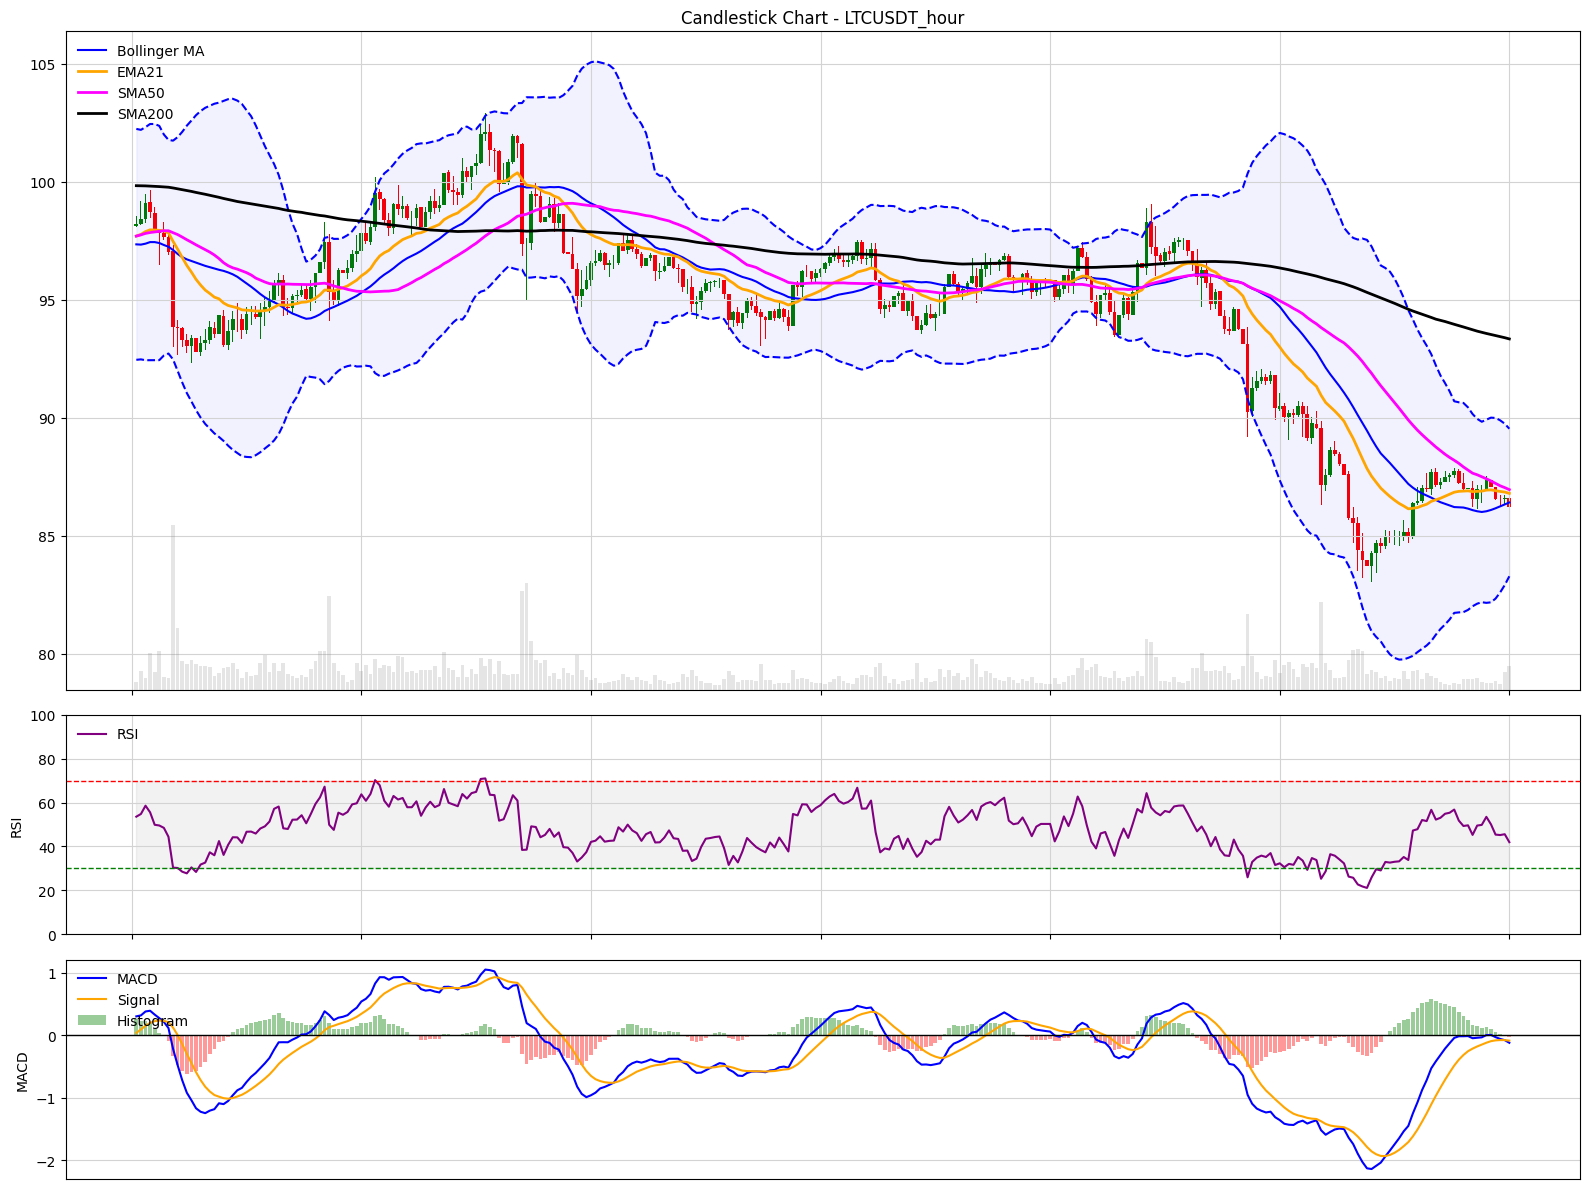 Candlestick Chart - LTCUSDT_hour
Bollinger MA
EMA21
SMA50
SMA200
105
100
95
90
85
80
RSI
100
80
60
40
20
0
RSI
MACD
Signal
Histogram
1
0
−1
−2
MACD